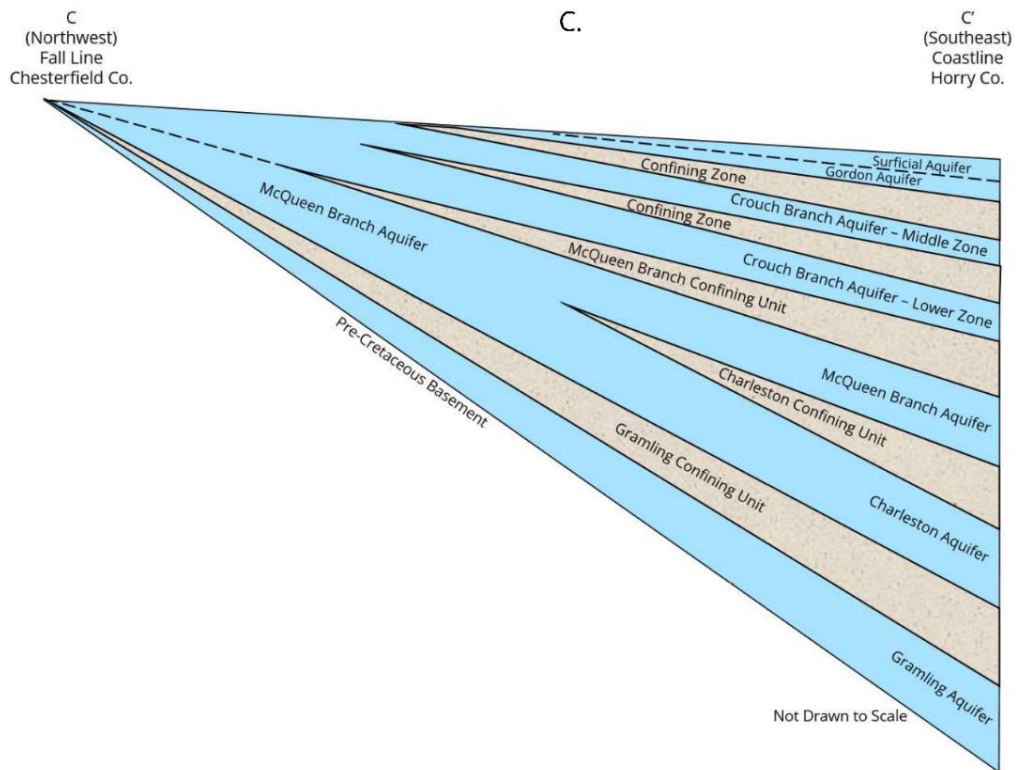 C
(Northwest)
Fall Line
Chesterfield Co.
C.
C’
(Southeast)
Coastline
Horry Co.
Surficial Aquifer
Gordon Aquifer
Confining Zone
Crouch Branch Aquifer – Middle Zone
Confining Zone
Crouch Branch Aquifer – Lower Zone
McQueen Branch Aquifer
McQueen Branch Confining Unit
McQueen Branch Aquifer
Charleston Confining Unit
Pre-Cretaceous Basement
Gramling Confining Unit
Charleston Aquifer
Gramling Aquifer
Not Drawn to Scale